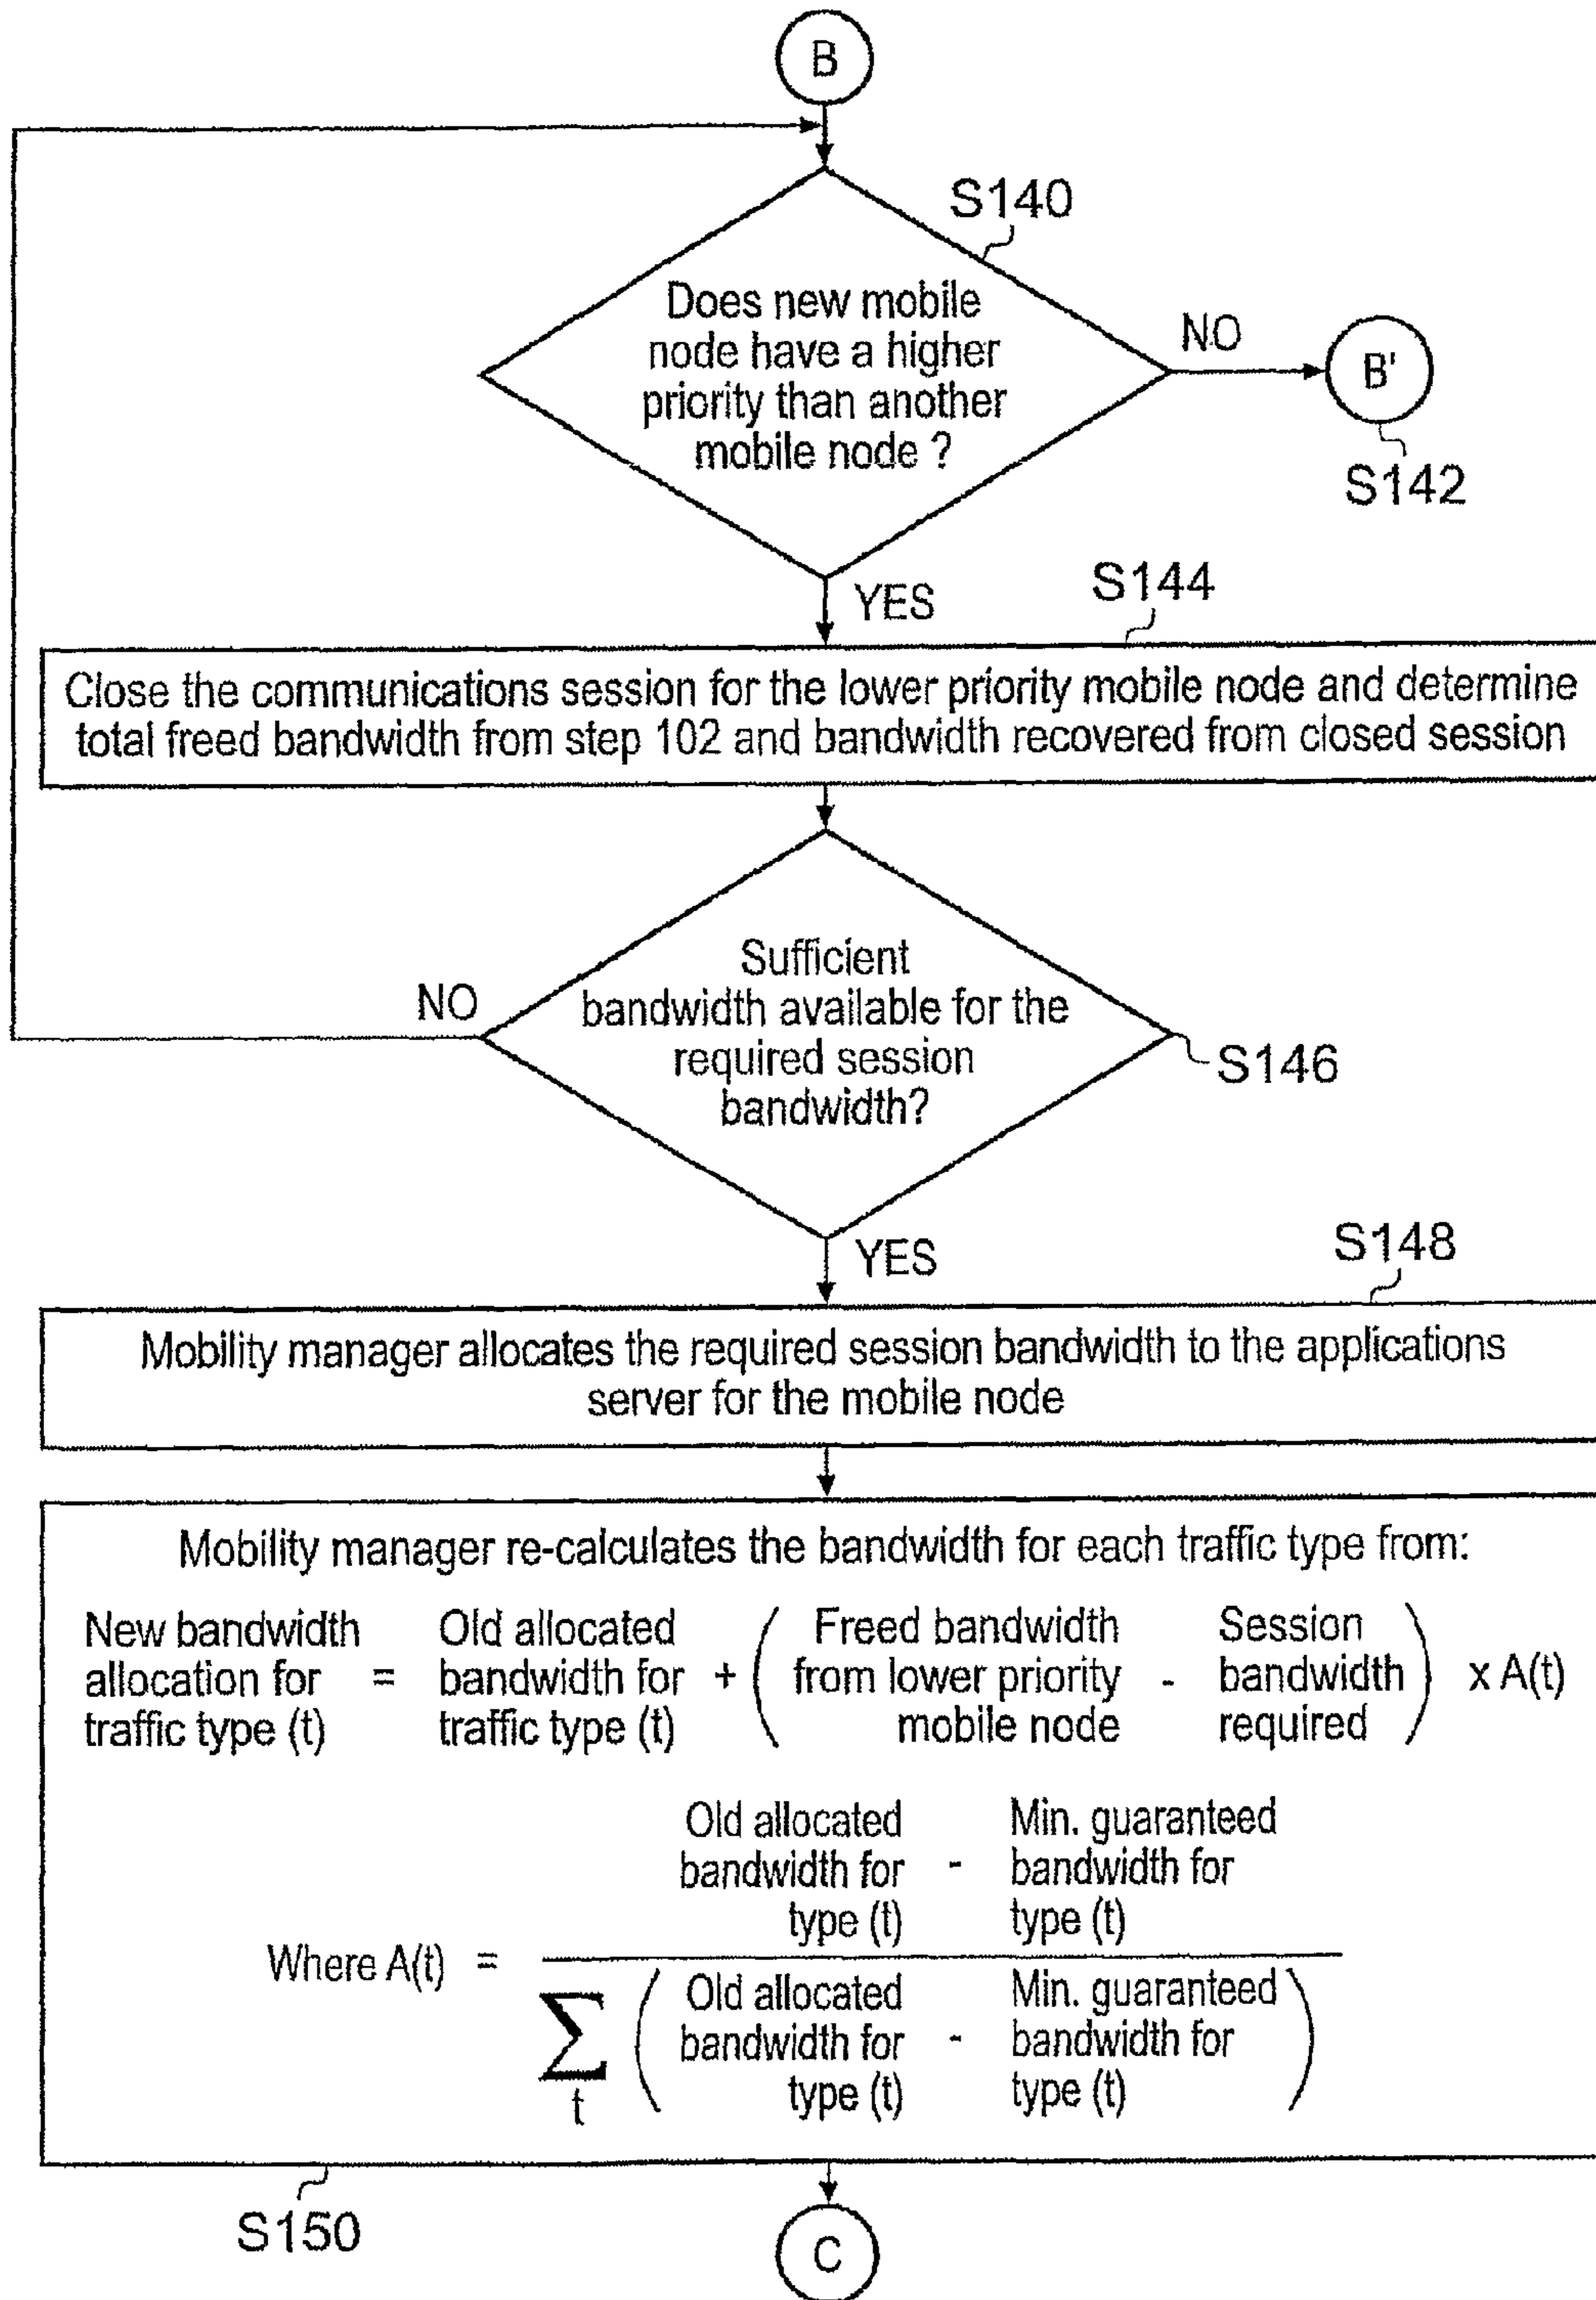 B
S140
Does new mobile
node have a higher
priority than another
mobile node ?
NO
B'
S142
YES
S144
Close the communications session for the lower priority mobile node and determine
total freed bandwidth from step 102 and bandwidth recovered from closed session
Sufficient
bandwidth available for the
required session
bandwidth?
NO
S146
YES
S148
Mobility manager allocates the required session bandwidth to the applications
server for the mobile node
Mobility manager re-calculates the bandwidth for each traffic type from:
New bandwidth Old allocated Freed bandwidth Session
allocation for = bandwidth for + ( from lower priority - bandwidth ) x A(t)
traffic type (t) traffic type (t) mobile node required
Old allocated Min. guaranteed
bandwidth for - bandwidth for
type (t) type (t)
Where A(t) =
Old allocated Min. guaranteed
∑ ( bandwidth for - bandwidth for )
t type (t) type (t)
S150
C